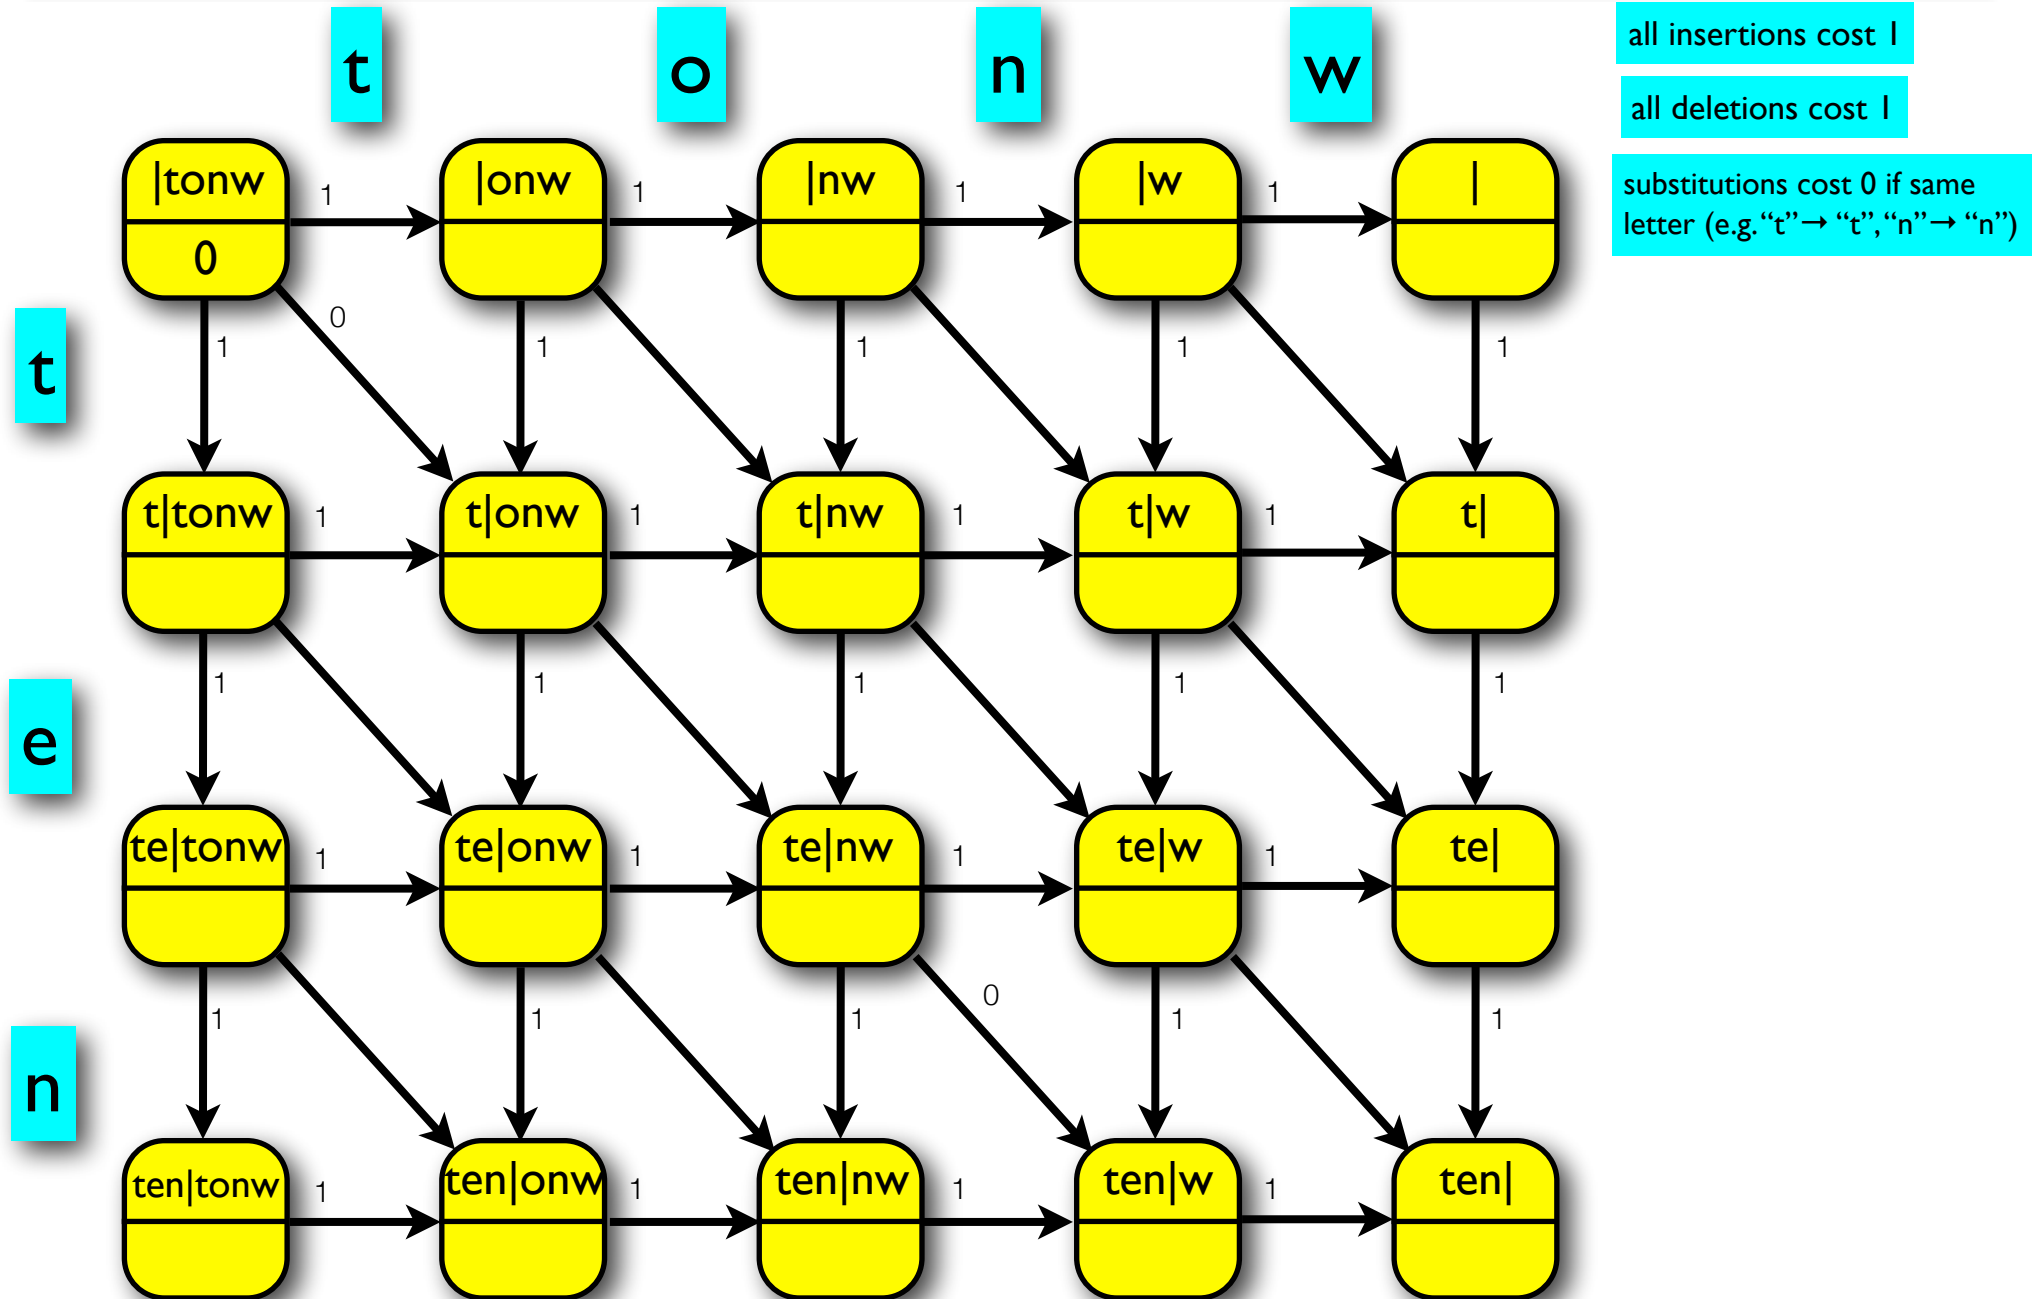 t o n w
all insertions cost 1
all deletions cost 1
substitutions cost 0 if same
letter (e.g. “t”→ “t”, “n”→ “n”)
|tonw 1 |onw 1 |nw 1 |w 1 |
0
0
t
1 1 1 1 1
t|tonw 1 t|onw 1 t|nw 1 t|w 1 t|
1 1 1 1 1
e
te|tonw 1 te|onw 1 te|nw 1 te|w 1 te|
0
1 1 1 1 1
n
ten|tonw 1 ten|onw 1 ten|nw 1 ten|w 1 ten|